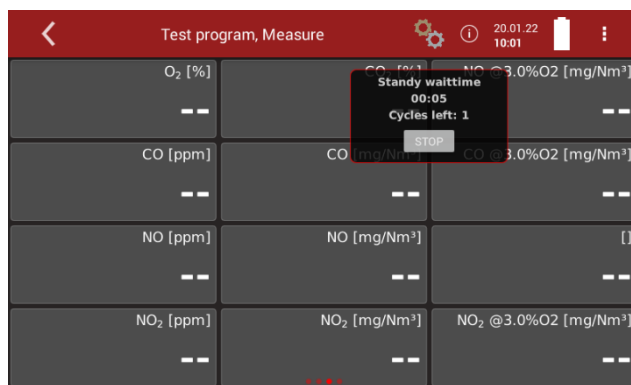 Test program, Measure
20.01.22
10:01
O₂ [%]
CO₂ [%]
NO @3.0%O2 [mg/Nm³]
-- -- --
Standy waittime
00:05
Cycles left: 1
STOP
CO [ppm]
CO [mg/Nm³]
CO @3.0%O2 [mg/Nm³]
-- -- --
NO [ppm]
NO [mg/Nm³]
[]
-- -- --
NO₂ [ppm]
NO₂ [mg/Nm³]
NO₂ @3.0%O2 [mg/Nm³]
-- -- --